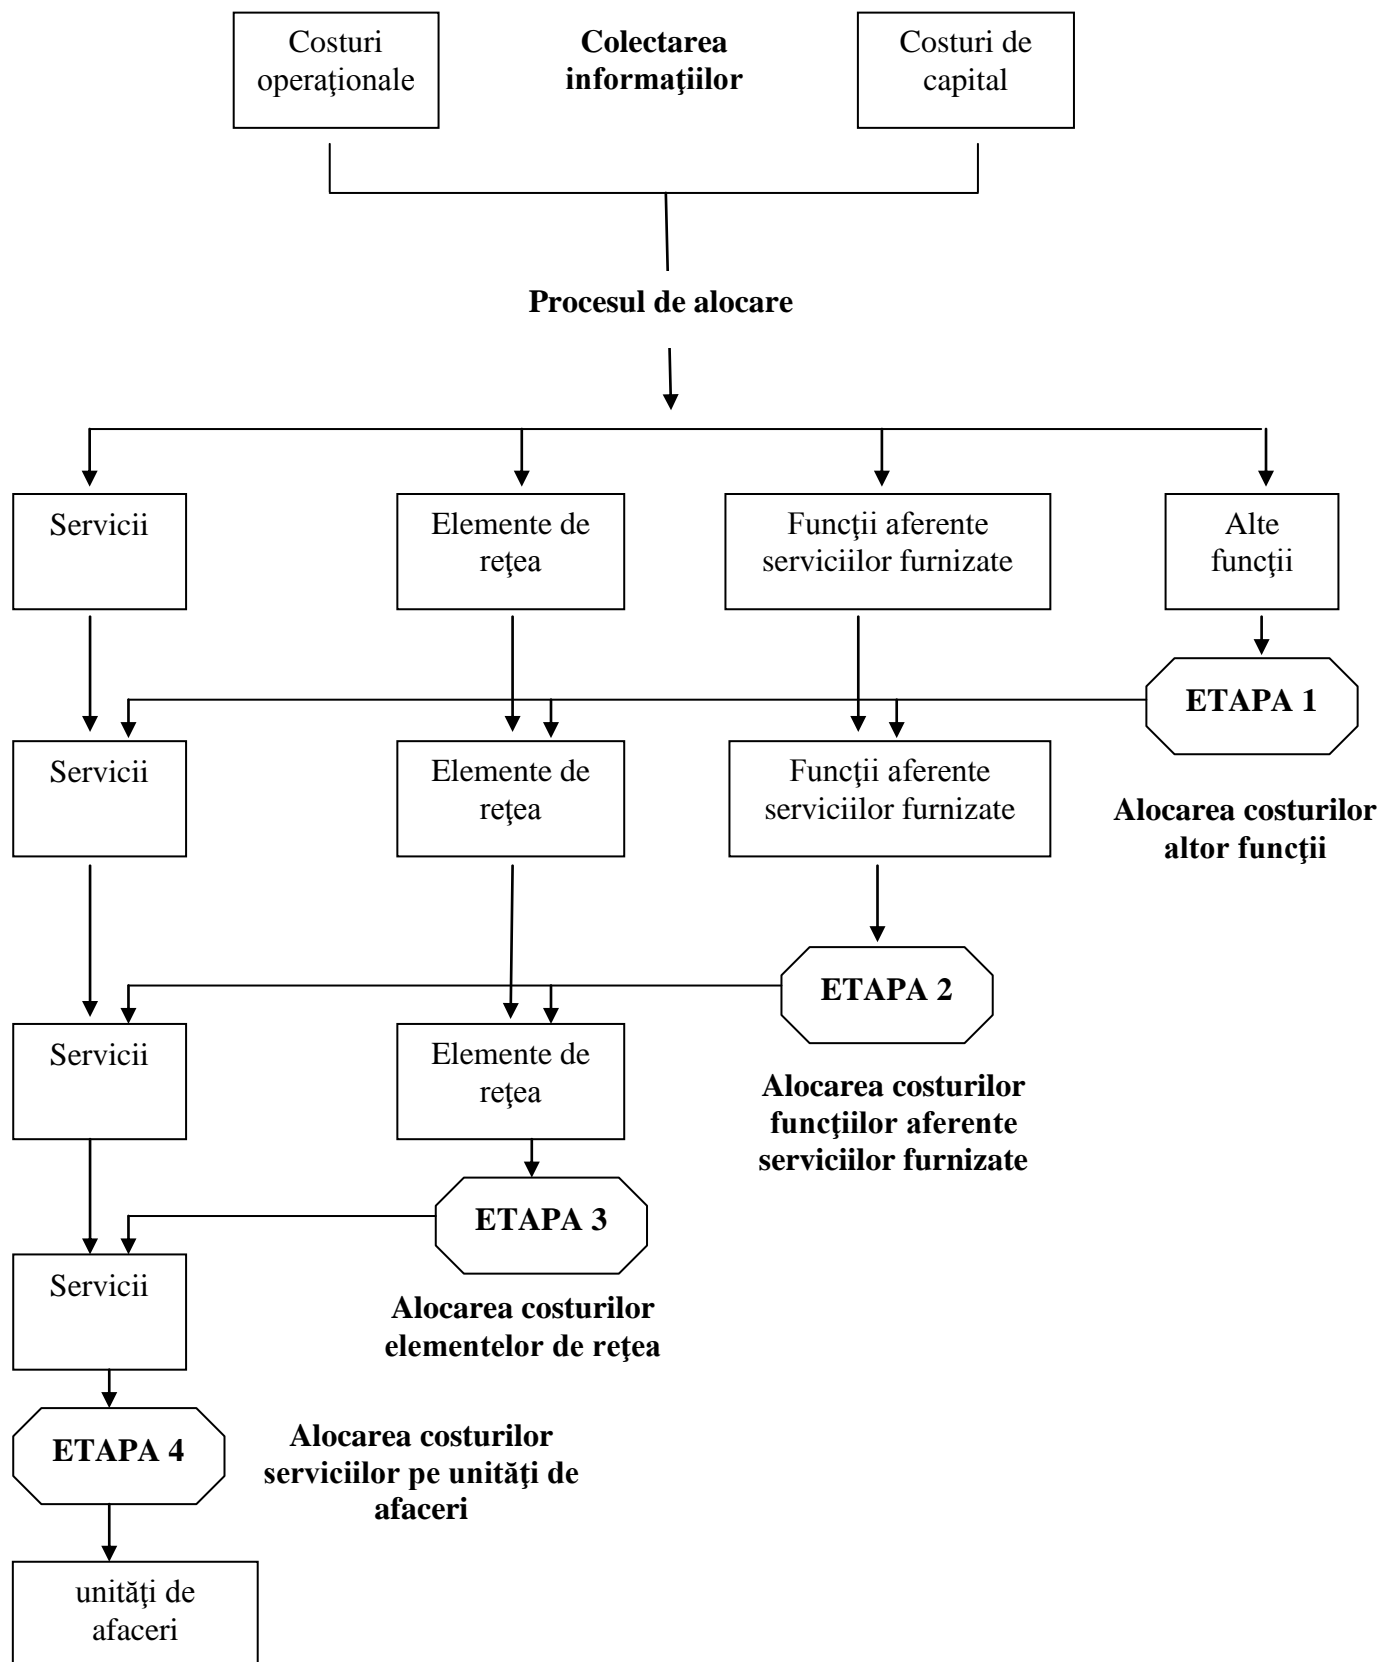 Costuri
operaţionale
Colectarea
informaţiilor
Costuri de
capital
Procesul de alocare
Servicii
Elemente de
reţea
Funcţii aferente
serviciilor furnizate
Alte
funcţii
ETAPA 1
Servicii
Elemente de
reţea
Funcţii aferente
serviciilor furnizate
Alocarea costurilor
altor funcţii
ETAPA 2
Servicii
Elemente de
reţea
Alocarea costurilor
funcţiilor aferente
serviciilor furnizate
ETAPA 3
Servicii
Alocarea costurilor
elementelor de reţea
ETAPA 4
Alocarea costurilor
serviciilor pe unităţi de
afaceri
unităţi de
afaceri